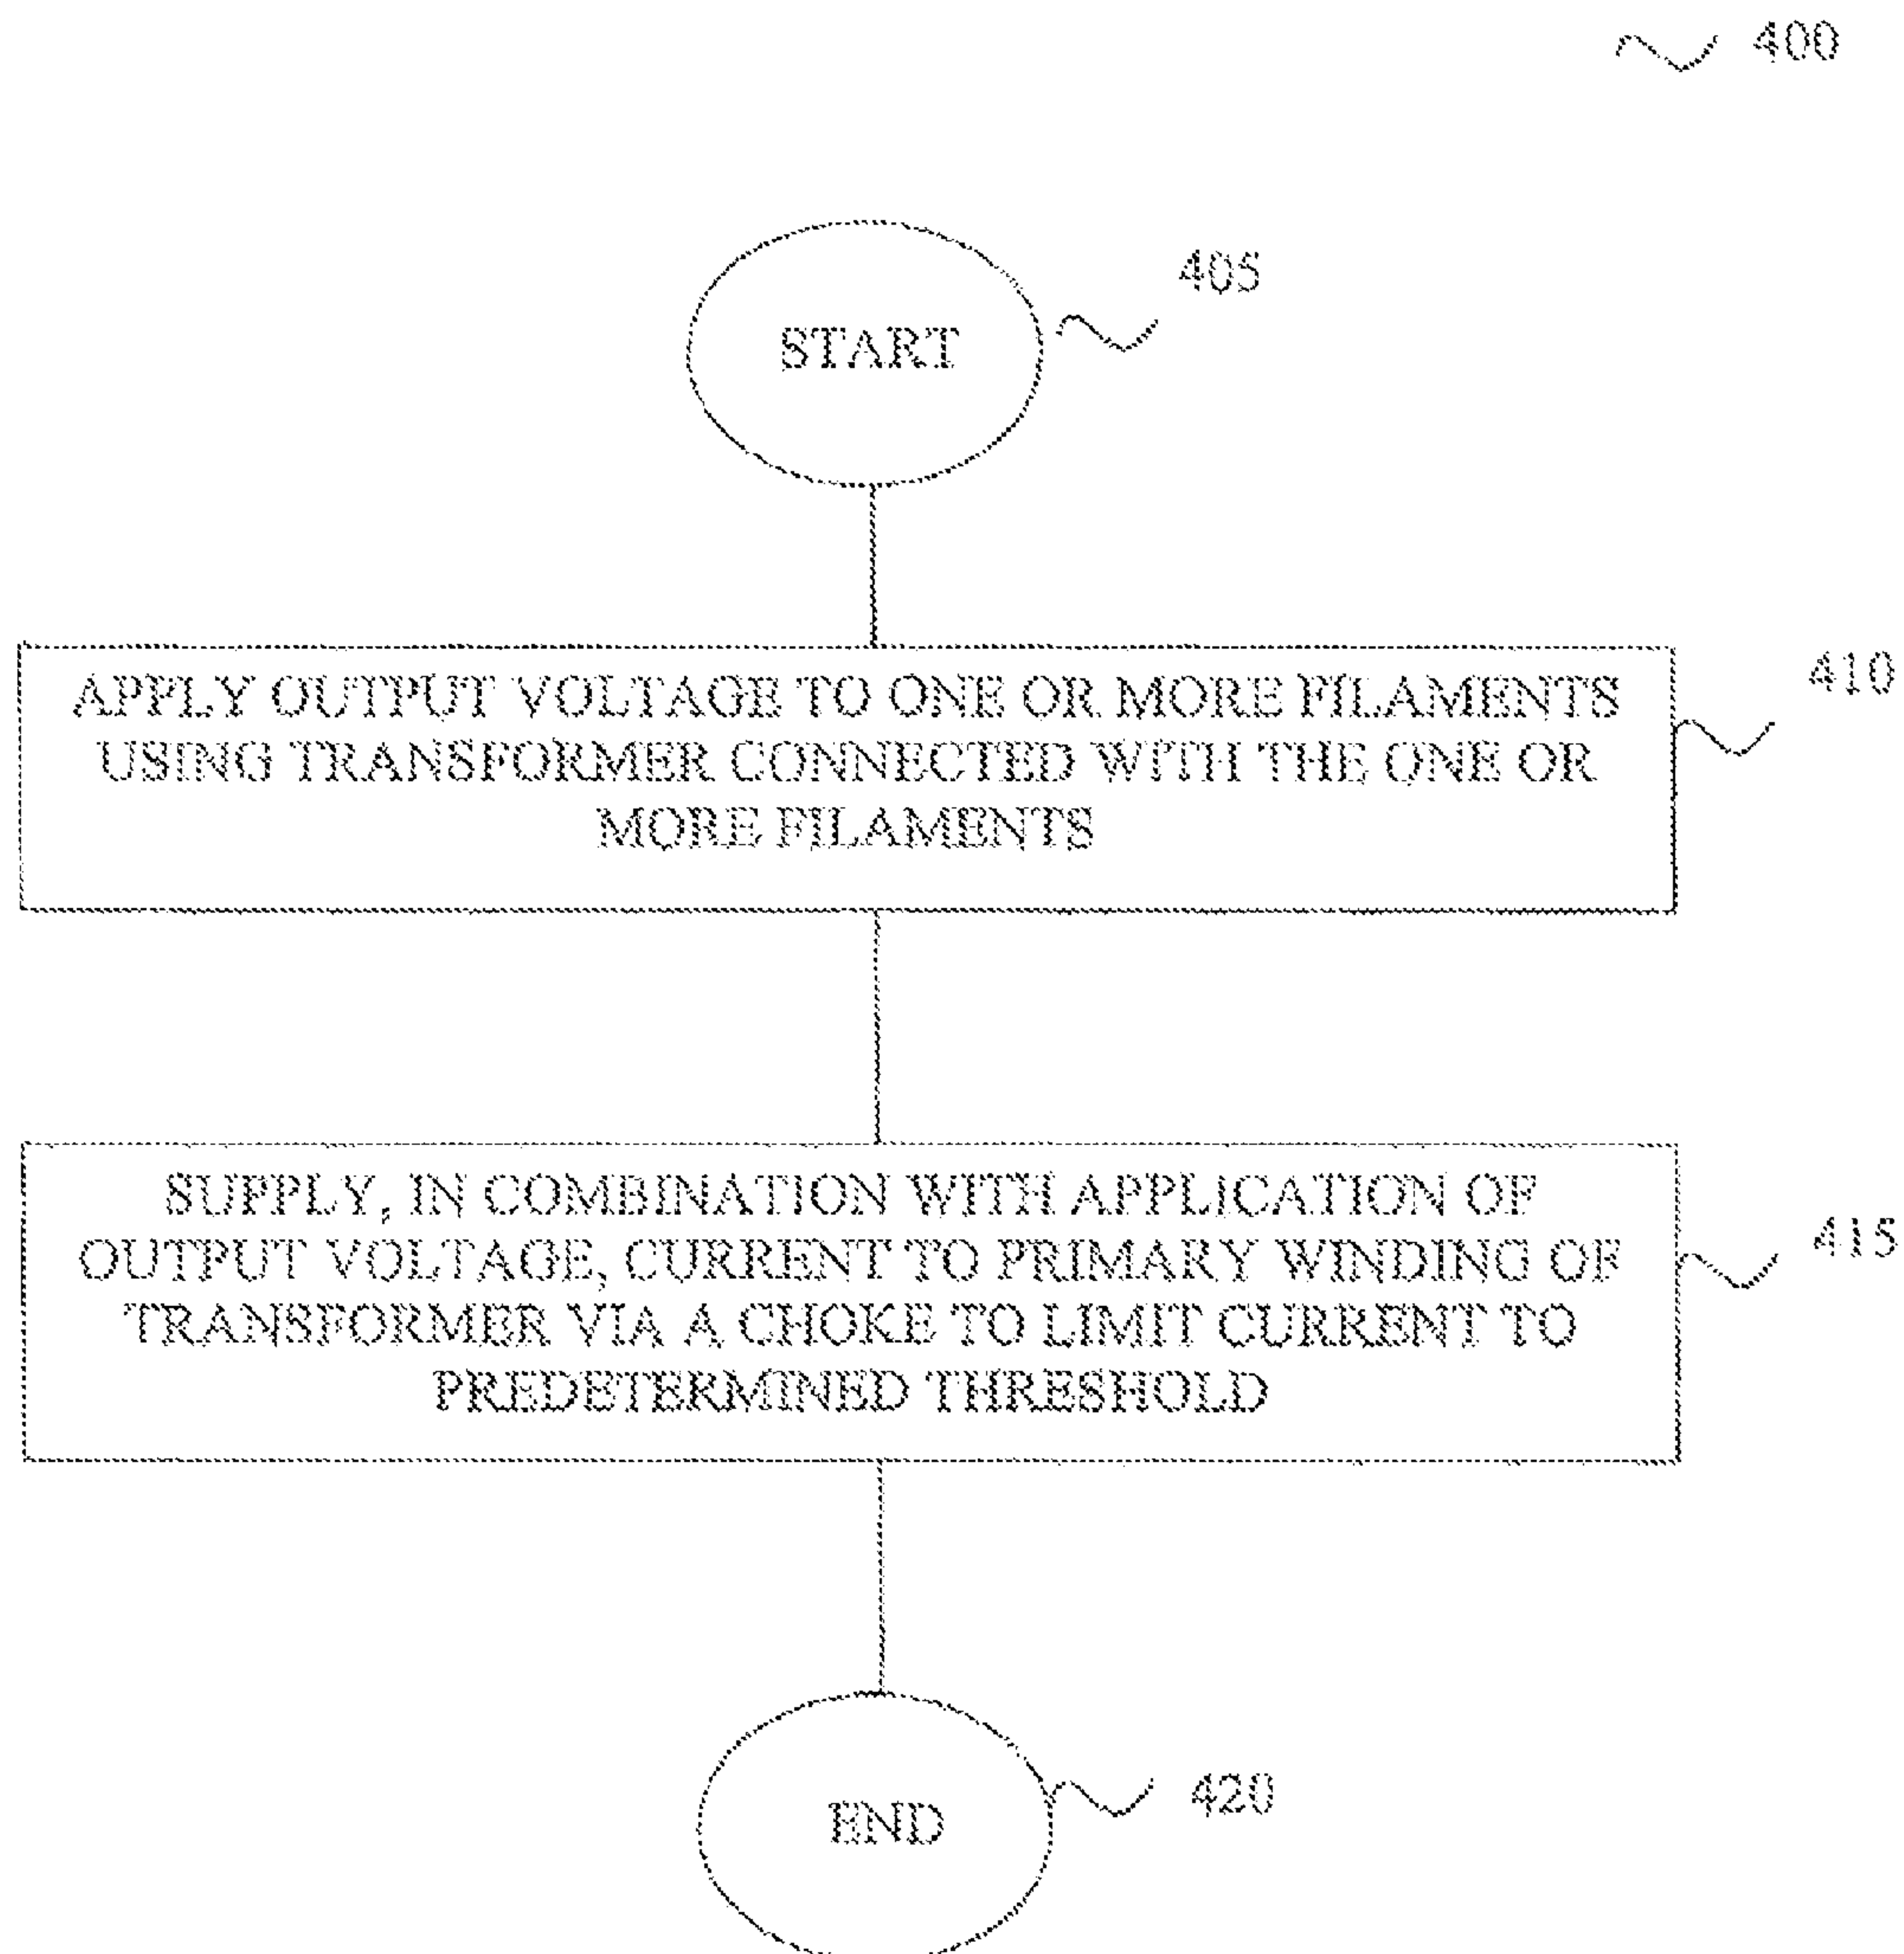 400
405
START
410
APPLY OUTPUT VOLTAGE TO ONE OR MORE FILAMENTS
USING TRANSFORMER CONNECTED WITH THE ONE OR
MORE FILAMENTS
SUPPLY, IN COMBINATION WITH APPLICATION OF
415
OUTPUT VOLTAGE, CURRENT TO PRIMARY WINDING OF
TRANSFORMER VIA A CHOKE TO LIMIT CURRENT TO
PREDETERMINED THRESHOLD
420
END